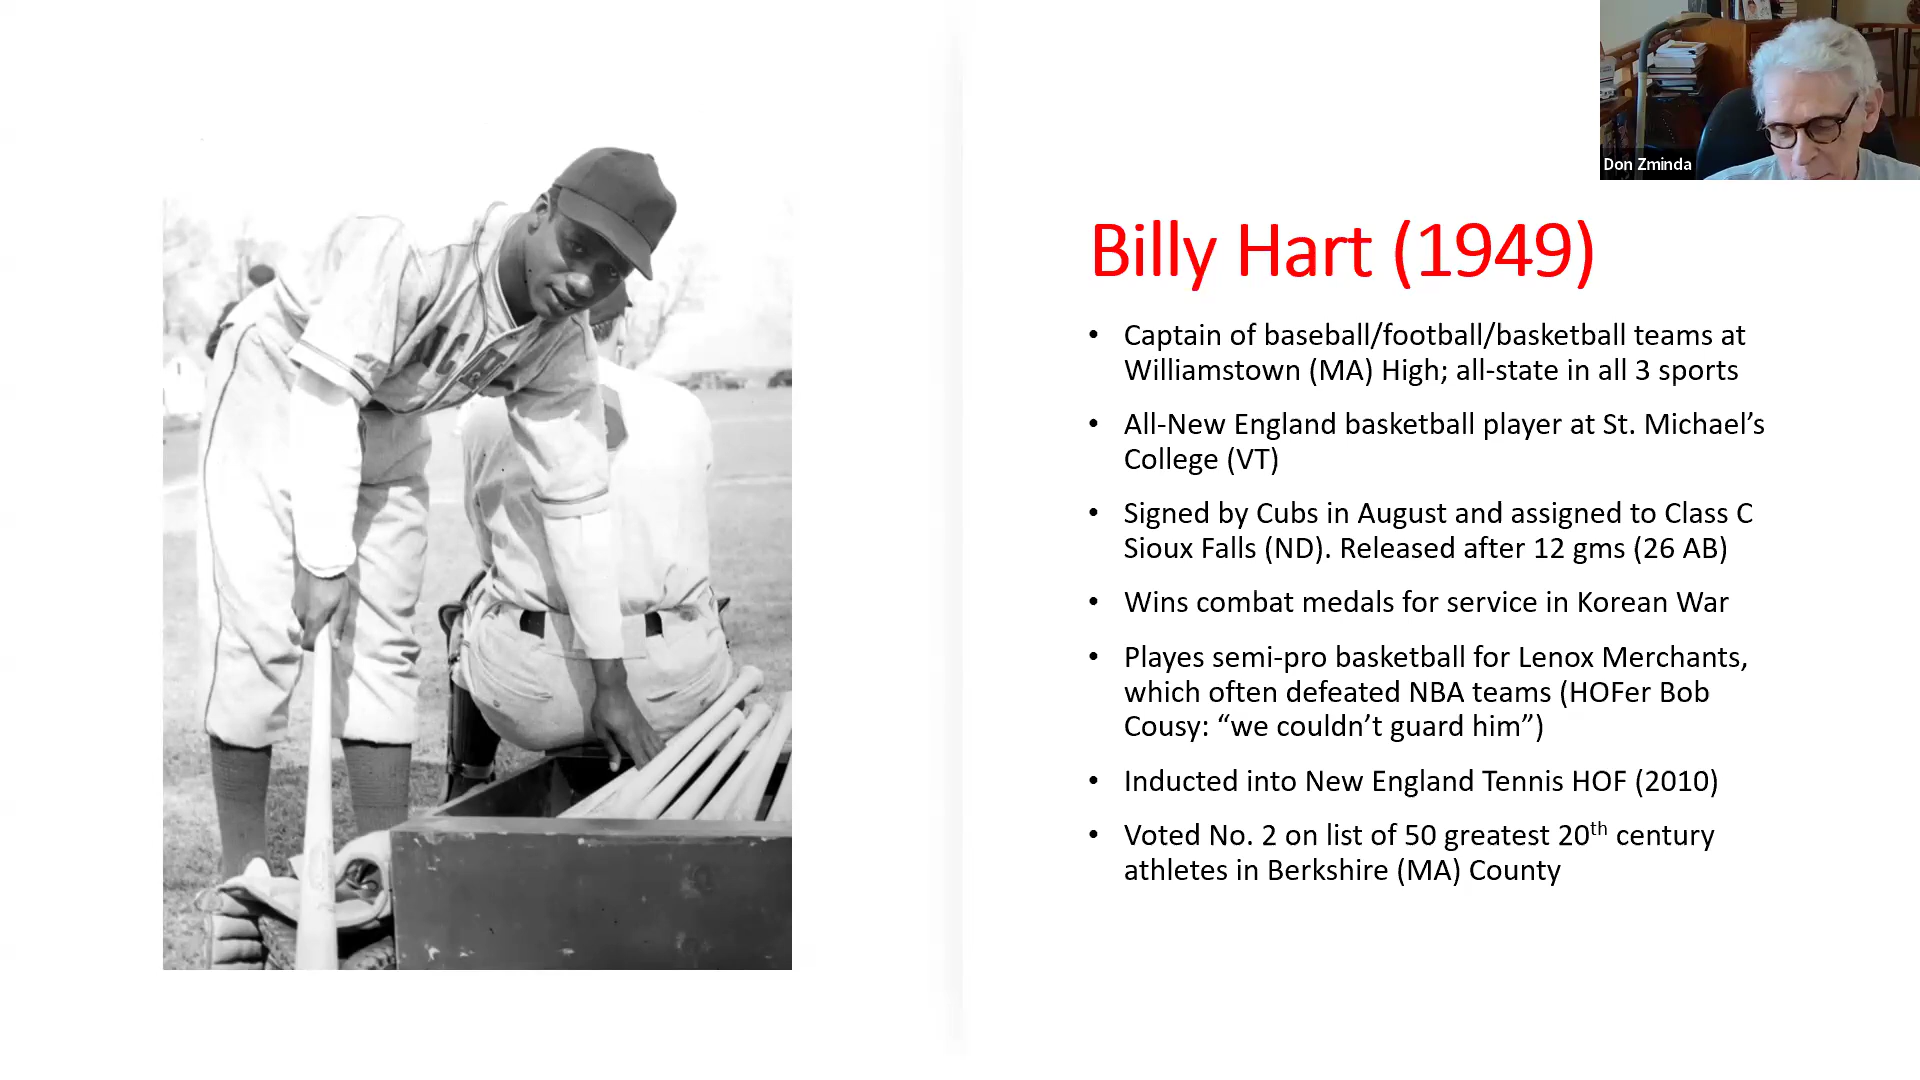 Don Zminda
Billy Hart (1949)
• Captain of baseball/football/basketball teams at
Williamstown (MA) High; all-state in all 3 sports
• All-New England basketball player at St. Michael’s
College (VT)
• Signed by Cubs in August and assigned to Class C
Sioux Falls (ND). Released after 12 gms (26 AB)
• Wins combat medals for service in Korean War
• Playes semi-pro basketball for Lenox Merchants,
which often defeated NBA teams (HOFer Bob
Cousy: “we couldn’t guard him”)
• Inducted into New England Tennis HOF (2010)
• Voted No. 2 on list of 50 greatest 20th century
athletes in Berkshire (MA) County